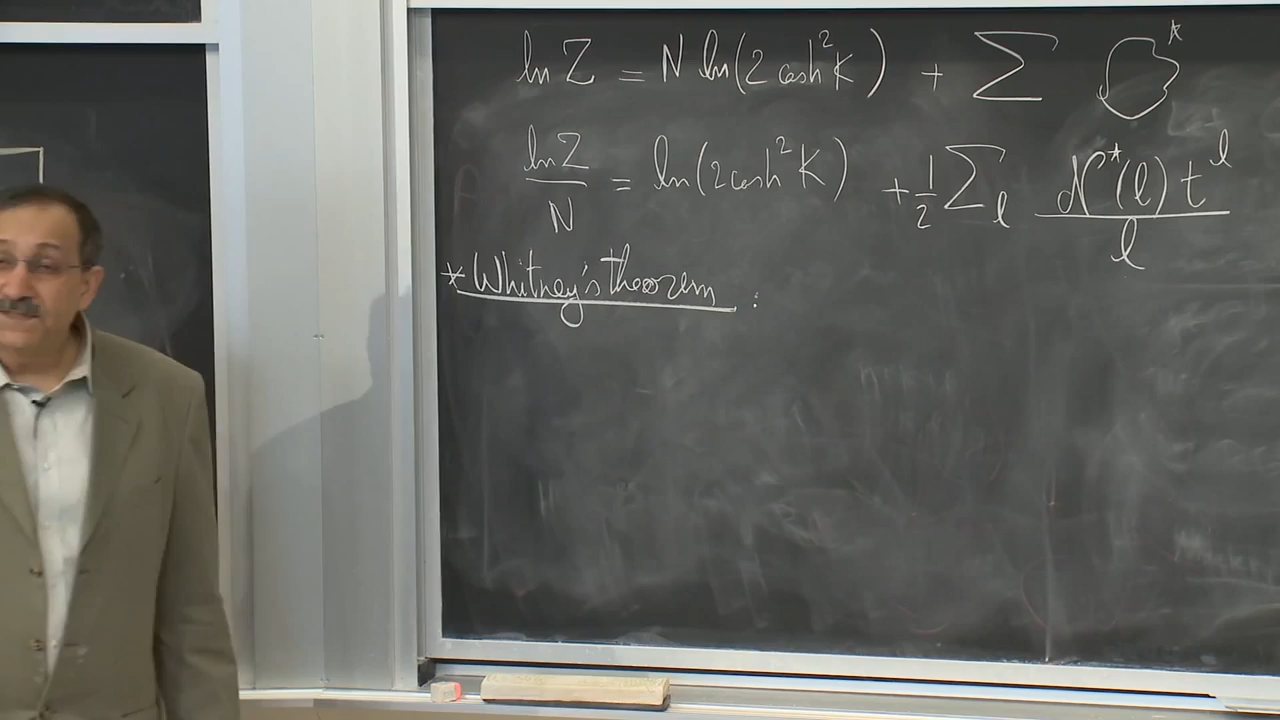 ln Z = N ln(2 cosh²K) + Σ *
ln Z / N = ln(2 cosh²K) + 1/2 Σ_l N*(l) t^l / l
* Whitney's theorem :